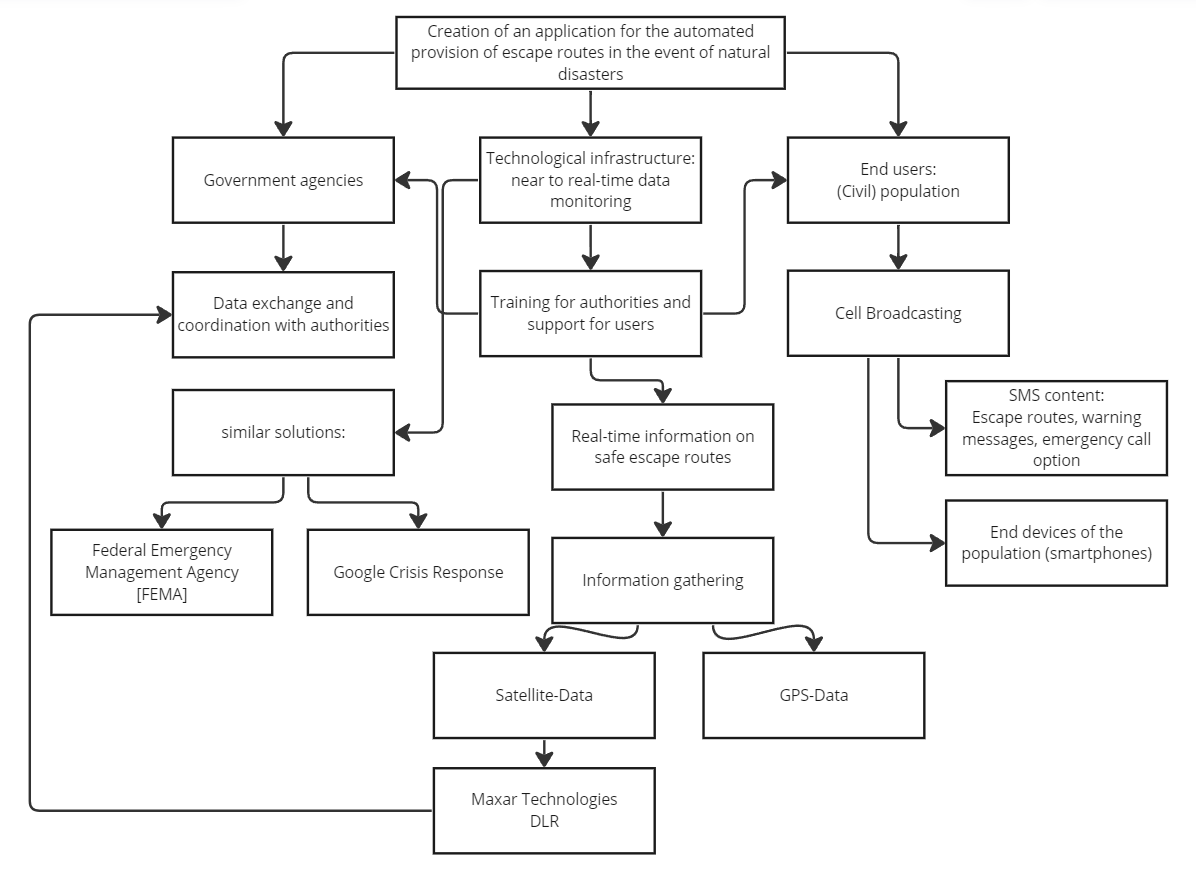 Creation of an application for the automated
provision of escape routes in the event of natural
disasters
Government agencies
Technological infrastructure:
near to real-time data
monitoring
End users:
(Civil) population
Data exchange and
coordination with authorities
Training for authorities and
support for users
Cell Broadcasting
similar solutions:
Real-time information on
safe escape routes
SMS content:
Escape routes, warning
messages, emergency call
option
Federal Emergency
Management Agency
[FEMA]
Google Crisis Response
Information gathering
End devices of the
population (smartphones)
Satellite-Data
GPS-Data
Maxar Technologies
DLR